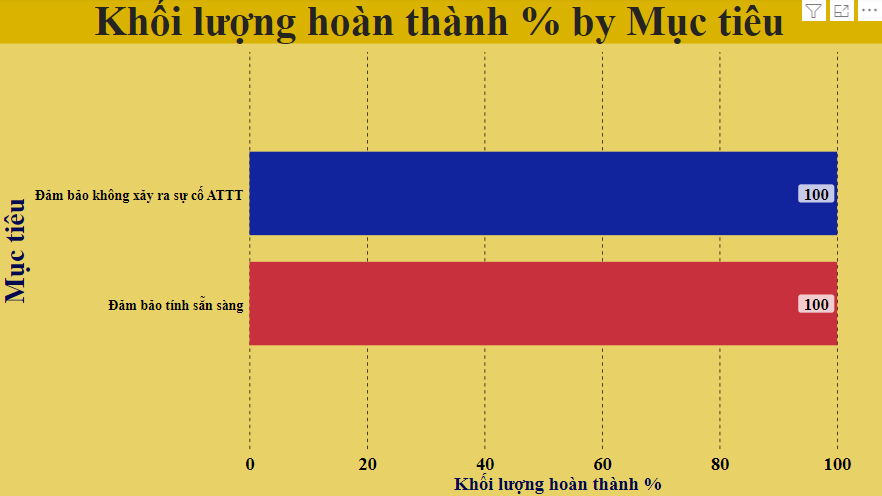 Khối lượng hoàn thành % by Mục tiêu
Mục tiêu
Đảm bảo không xảy ra sự cố ATTT
100
Đảm bảo tính sẵn sàng
100
0 20 40 60 80 100
Khối lượng hoàn thành %